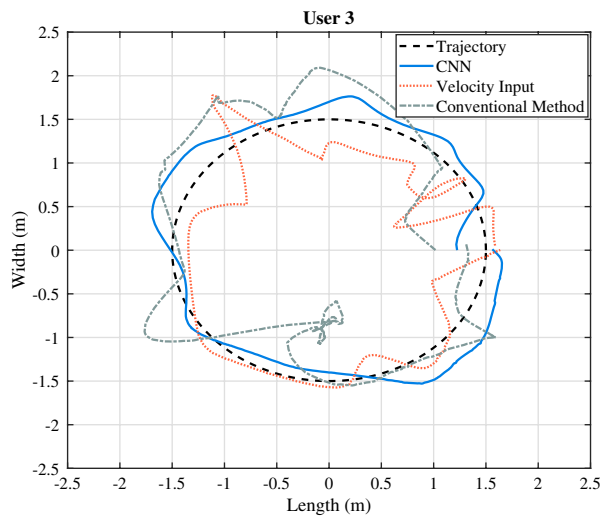 User 3
2.5
2
1.5
1
0.5
0
-0.5
-1
-1.5
-2
-2.5
Width (m)
Trajectory
CNN
Velocity Input
Conventional Method
-2.5 -2 -1.5 -1 -0.5 0 0.5 1 1.5 2 2.5
Length (m)